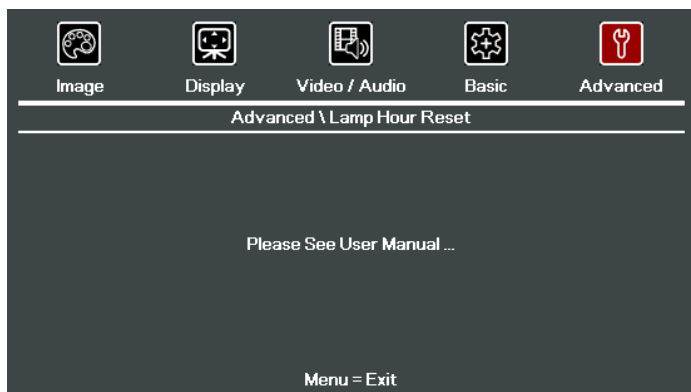 Image Display Video / Audio Basic Advanced
Advanced \ Lamp Hour Reset
Please See User Manual ...
Menu = Exit